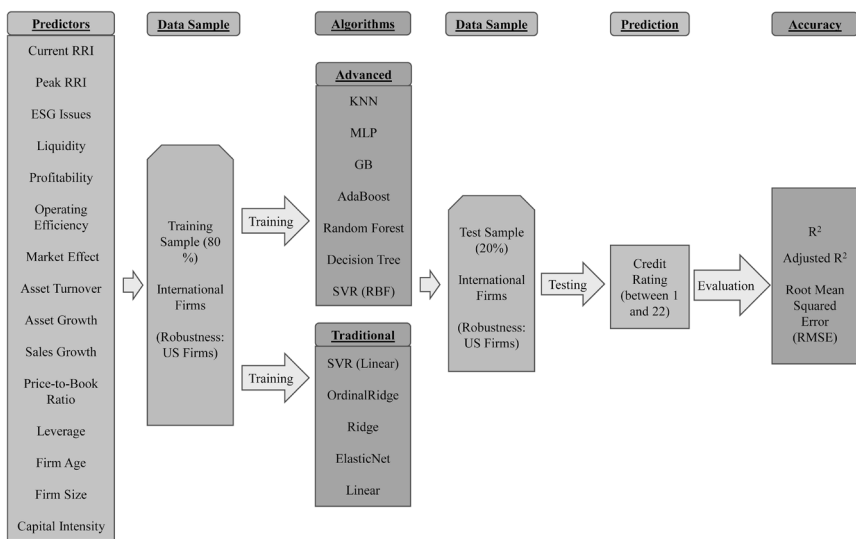 Predictors
Current RRI
Peak RRI
ESG Issues
Liquidity
Profitability
Operating
Efficiency
Market Effect
Asset Turnover
Asset Growth
Sales Growth
Price-to-Book
Ratio
Leverage
Firm Age
Firm Size
Capital Intensity
Data Sample
Training
Sample (80
%)
International
Firms
(Robustness:
US Firms)
Training
Training
Algorithms
Advanced
KNN
MLP
GB
AdaBoost
Random Forest
Decision Tree
SVR (RBF)
Traditional
SVR (Linear)
OrdinalRidge
Ridge
ElasticNet
Linear
Data Sample
Test Sample
(20%)
International
Firms
(Robustness:
US Firms)
Testing
Prediction
Credit
Rating
(between 1
and 22)
Evaluation
Accuracy
R²
Adjusted R²
Root Mean
Squared
Error
(RMSE)